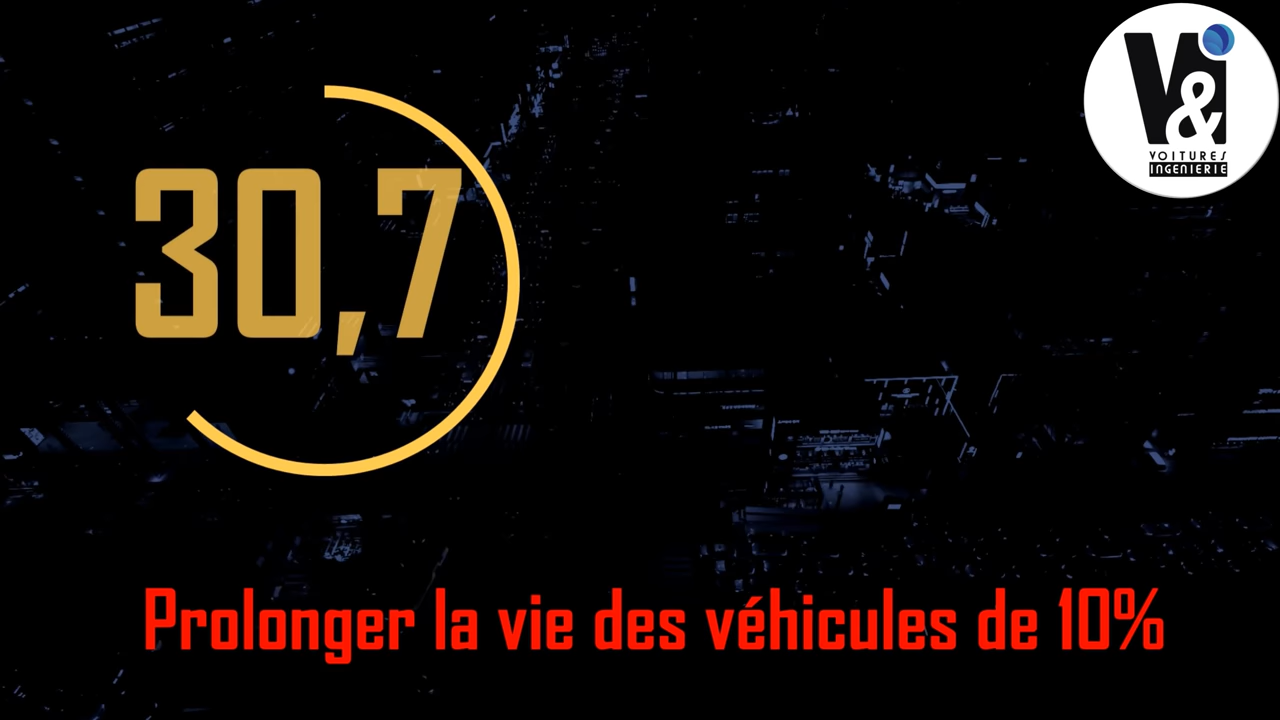 V&i
VOITURES
INGENIERIE
30,7
Prolonger la vie des véhicules de 10%